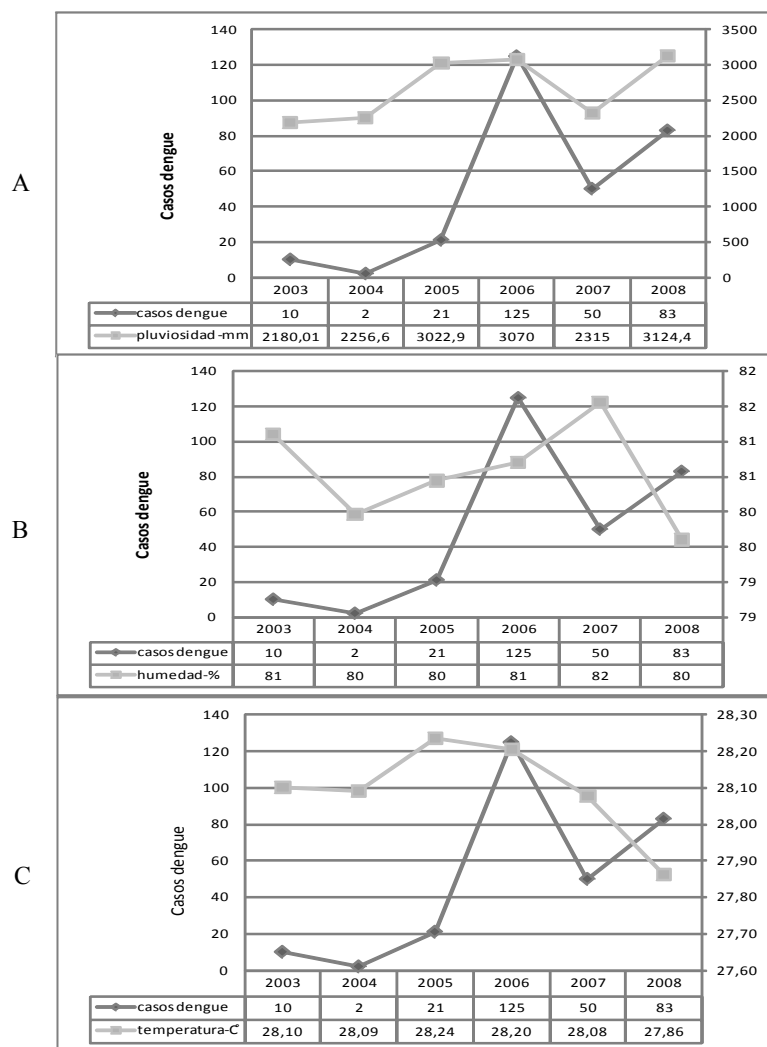 A
Casos dengue
140 3500
120 3000
100 2500
80 2000
60 1500
40 1000
20 500
0 0
2003 2004 2005 2006 2007 2008
casos dengue 10 2 21 125 50 83
pluviosidad-mm 2180,01 2256,6 3022,9 3070 2315 3124,4
B
Casos dengue
140 82
120 82
100 81
80 81
60 80
40 80
20 79
0 79
2003 2004 2005 2006 2007 2008
casos dengue 10 2 21 125 50 83
humedad-% 81 80 80 81 82 80
C
Casos dengue
140 28,30
120 28,20
100 28,10
80 28,00
60 27,90
40 27,80
20 27,70
0 27,60
2003 2004 2005 2006 2007 2008
casos dengue 10 2 21 125 50 83
temperatura-C° 28,10 28,09 28,24 28,20 28,08 27,86